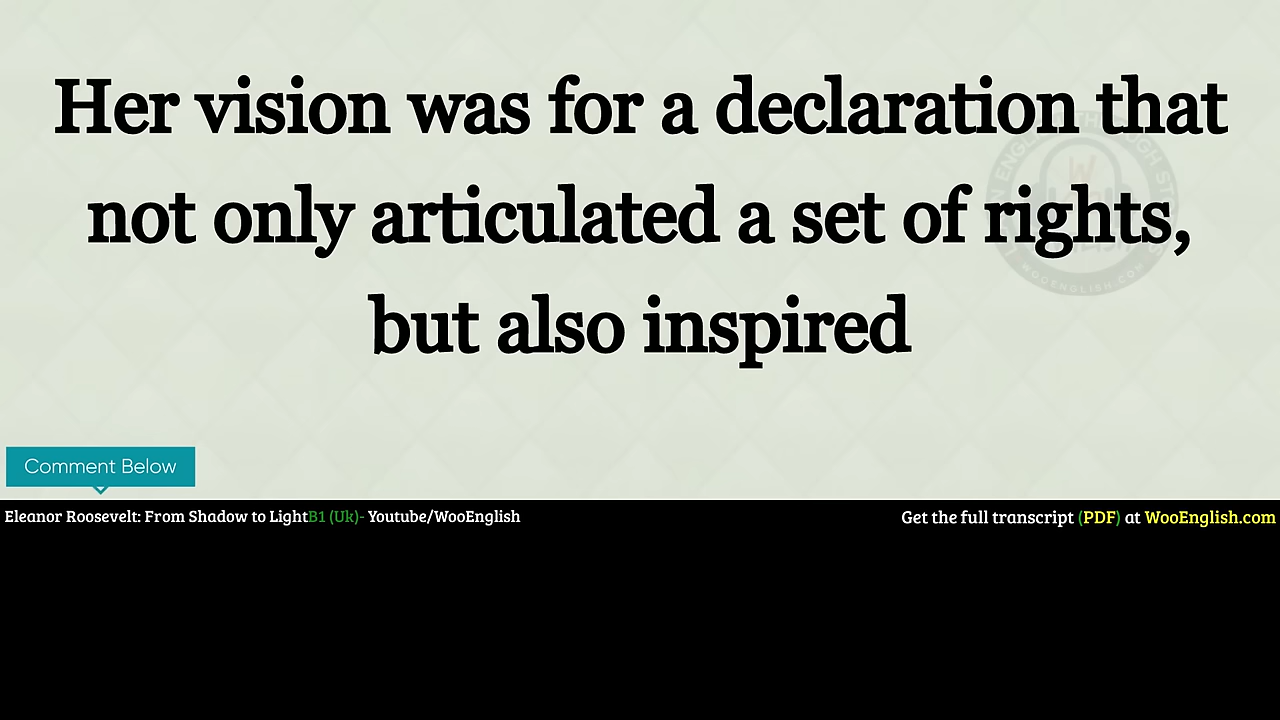 Her vision was for a declaration that
not only articulated a set of rights,
but also inspired
Comment Below
Eleanor Roosevelt: From Shadow to LightB1 (Uk)- Youtube/WooEnglish
Get the full transcript (PDF) at WooEnglish.com